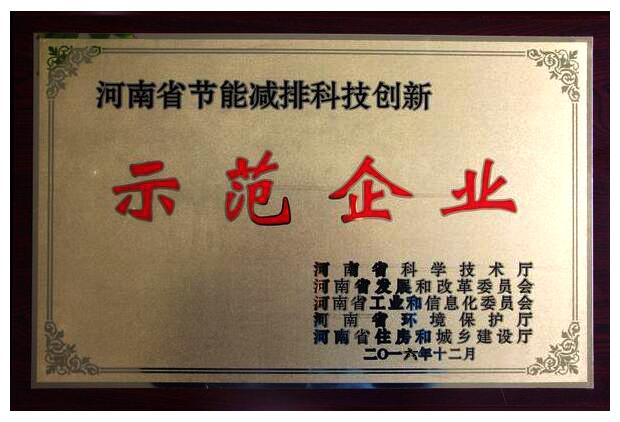 河南省节能减排科技创新
示范企业
河南省科学技术厅
河南省发展和改革委员会
河南省工业和信息化委员会
河南省环境保护厅
河南省住房和城乡建设厅
二〇一六年十二月